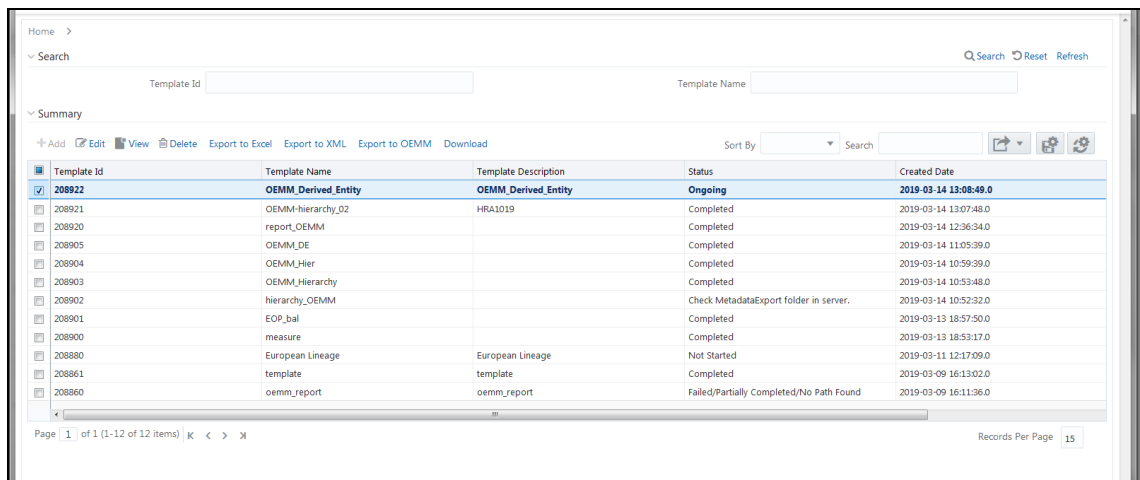 Home >
Search Search Reset Refresh
Template Id Template Name
Summary
Add Edit View Delete Export to Excel Export to XML Export to OEMM Download Sort By Search
Template Id Template Name Template Description Status Created Date
208922 OEMM_Derived_Entity OEMM_Derived_Entity Ongoing 2019-03-14 13:08:49.0
208921 OEMM-hierarchy_02 HRA1019 Completed 2019-03-14 13:07:48.0
208920 report_OEMM Completed 2019-03-14 12:36:34.0
208905 OEMM_DE Completed 2019-03-14 11:05:39.0
208904 OEMM_Hier Completed 2019-03-14 10:59:39.0
208903 OEMM_Hierarchy Completed 2019-03-14 10:53:48.0
208902 hierarchy_OEMM Check MetadataExport folder in server. 2019-03-14 10:52:32.0
208901 EOP_bal Completed 2019-03-13 18:57:50.0
208900 measure Completed 2019-03-13 18:53:17.0
208880 European Lineage European Lineage Not Started 2019-03-11 12:17:09.0
208861 template template Completed 2019-03-09 16:13:02.0
208860 oemm_report oemm_report Failed/Partially Completed/No Path Found 2019-03-09 16:11:36.0
Page 1 of 1 (1-12 of 12 items) Records Per Page 15